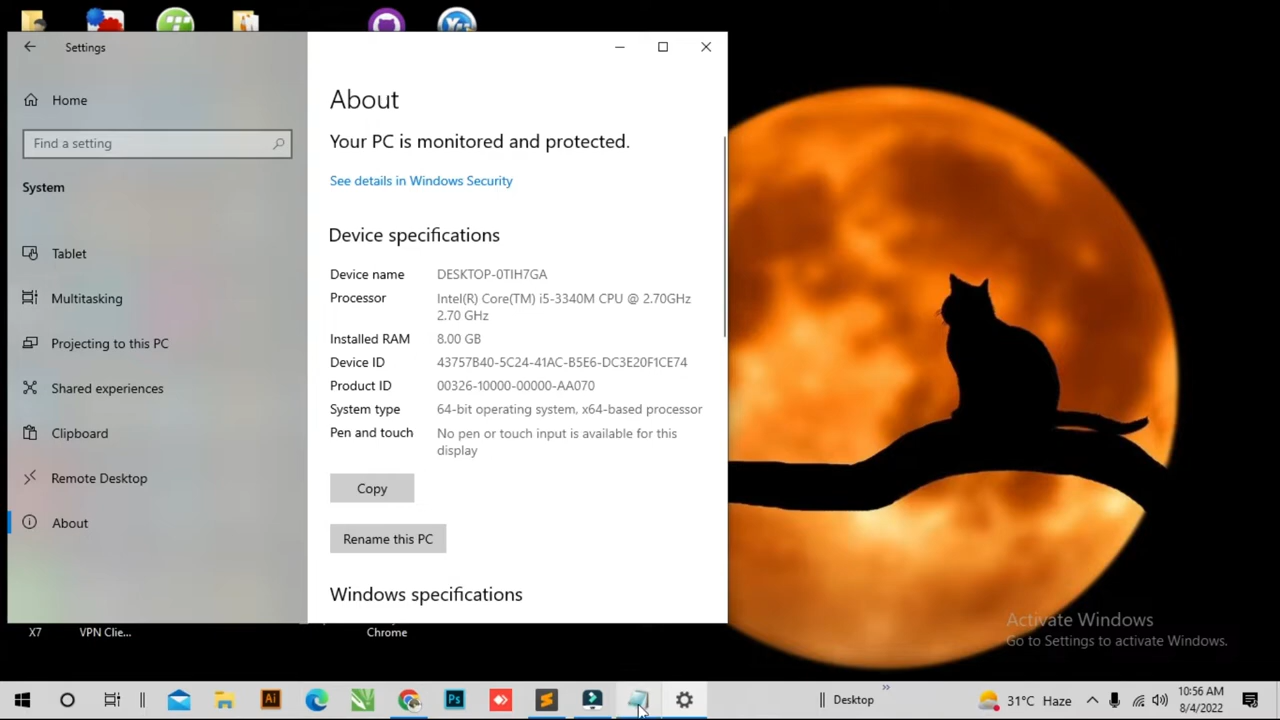 Settings
Home
Find a setting
System
Tablet
Multitasking
Projecting to this PC
Shared experiences
Clipboard
Remote Desktop
About
About
Your PC is monitored and protected.
See details in Windows Security
Device specifications
Device name DESKTOP-0TIH7GA
Processor Intel(R) Core(TM) i5-3340M CPU @ 2.70GHz
2.70 GHz
Installed RAM 8.00 GB
Device ID 43757B40-5C24-41AC-B5E6-DC3E20F1CE74
Product ID 00326-10000-00000-AA070
System type 64-bit operating system, x64-based processor
Pen and touch No pen or touch input is available for this
display
Copy
Rename this PC
Windows specifications
X7 VPN Clie... Chrome
Activate Windows
Go to Settings to activate Windows.
Ai Ps Desktop 31°C Haze 10:56 AM
8/4/2022